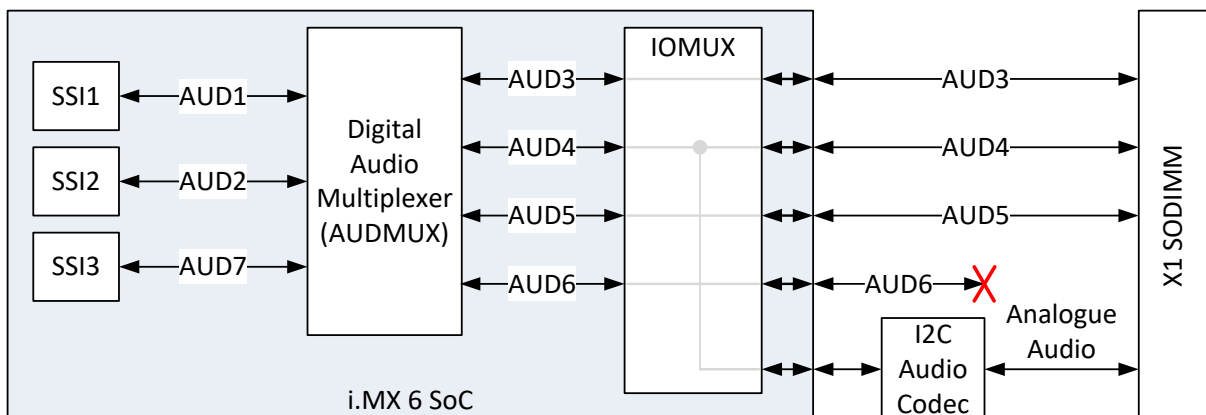 SSI1
AUD1
SSI2
AUD2
SSI3
AUD7
Digital
Audio
Multiplexer
(AUDMUX)
AUD3
AUD4
AUD5
AUD6
IOMUX
AUD3
AUD4
AUD5
AUD6
I2C
Audio
Codec
Analogue
Audio
X1 SODIMM
i.MX 6 SoC